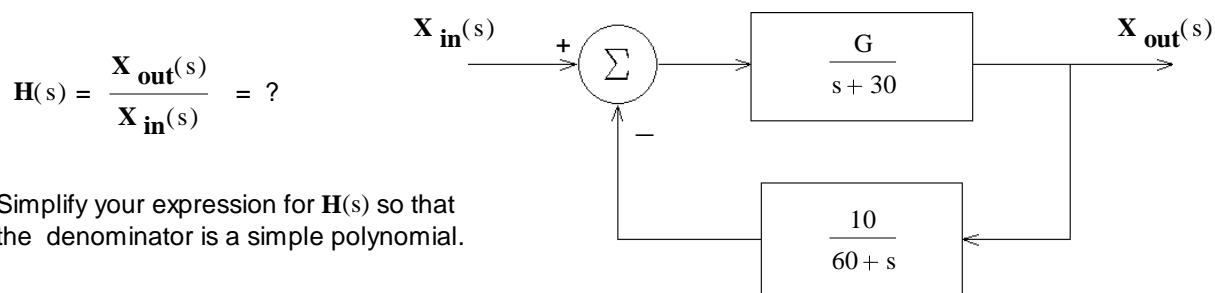 H(s) = X out(s) / X in(s) = ?
Simplify your expression for H(s) so that
the denominator is a simple polynomial.
X in(s)
+
Σ
−
G
s + 30
X out(s)
10
60 + s